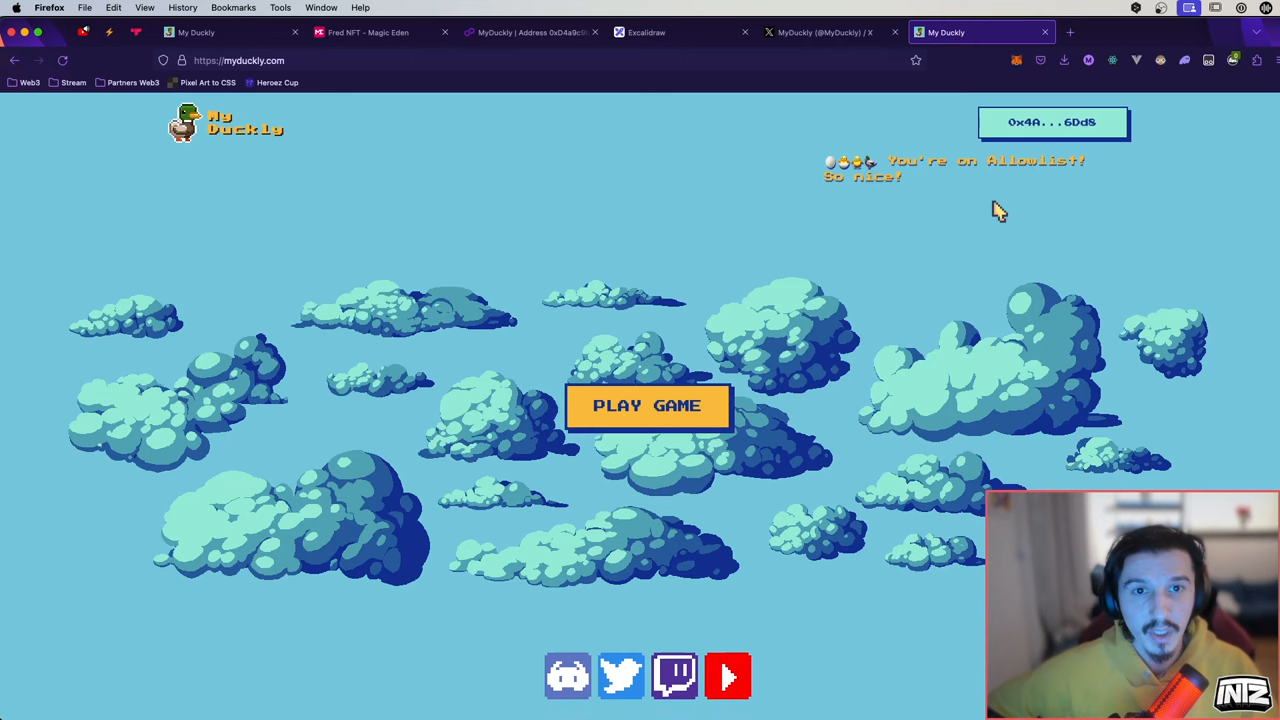 Firefox File Edit View History Bookmarks Tools Window Help
My Duckly
Fred NFT - Magic Eden
MyDuckly | Address 0xD4a9c9
Excalidraw
MyDuckly (@MyDuckly) / X
My Duckly
https://myduckly.com
Web3
Stream
Partners Web3
Pixel Art to CSS
Heroez Cup
My
Duckly
0x4A...6Dd8
You're on Allowlist!
So nice!
PLAY GAME
INTZ